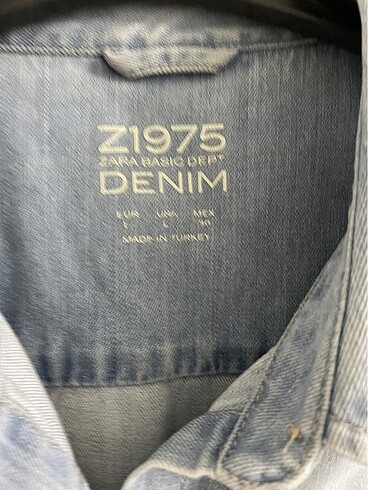 Z1975
ZARA BASIC DEPT
DENIM
EUR USA MEX
L L
MADE IN TURKEY